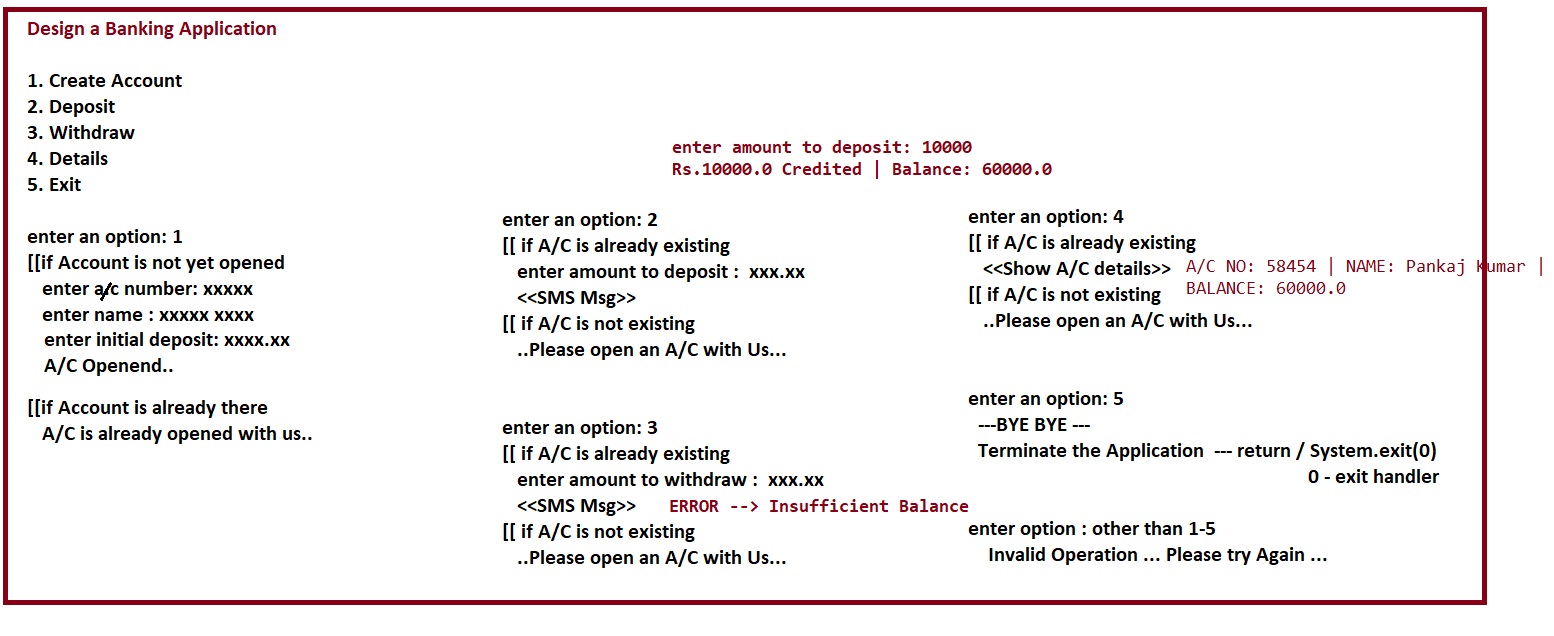 Design a Banking Application
1. Create Account
2. Deposit
3. Withdraw
4. Details
5. Exit
enter an option: 1
[[if Account is not yet opened
enter a/c number: xxxxx
enter name : xxxxx xxxx
enter initial deposit: xxxx.xx
A/C Openend..
[[if Account is already there
A/C is already opened with us..
enter amount to deposit: 10000
Rs.10000.0 Credited | Balance: 60000.0
enter an option: 2
[[ if A/C is already existing
enter amount to deposit :  xxx.xx
<<SMS Msg>>
[[ if A/C is not existing
..Please open an A/C with Us...
enter an option: 3
[[ if A/C is already existing
enter amount to withdraw :  xxx.xx
<<SMS Msg>> ERROR --> Insufficient Balance
[[ if A/C is not existing
..Please open an A/C with Us...
enter an option: 4
[[ if A/C is already existing
<<Show A/C details>> A/C NO: 58454 | NAME: Pankaj Kumar |
BALANCE: 60000.0
[[ if A/C is not existing
..Please open an A/C with Us...
enter an option: 5
---BYE BYE ---
Terminate the Application  --- return / System.exit(0)
0 - exit handler
enter option : other than 1-5
Invalid Operation ... Please try Again ...